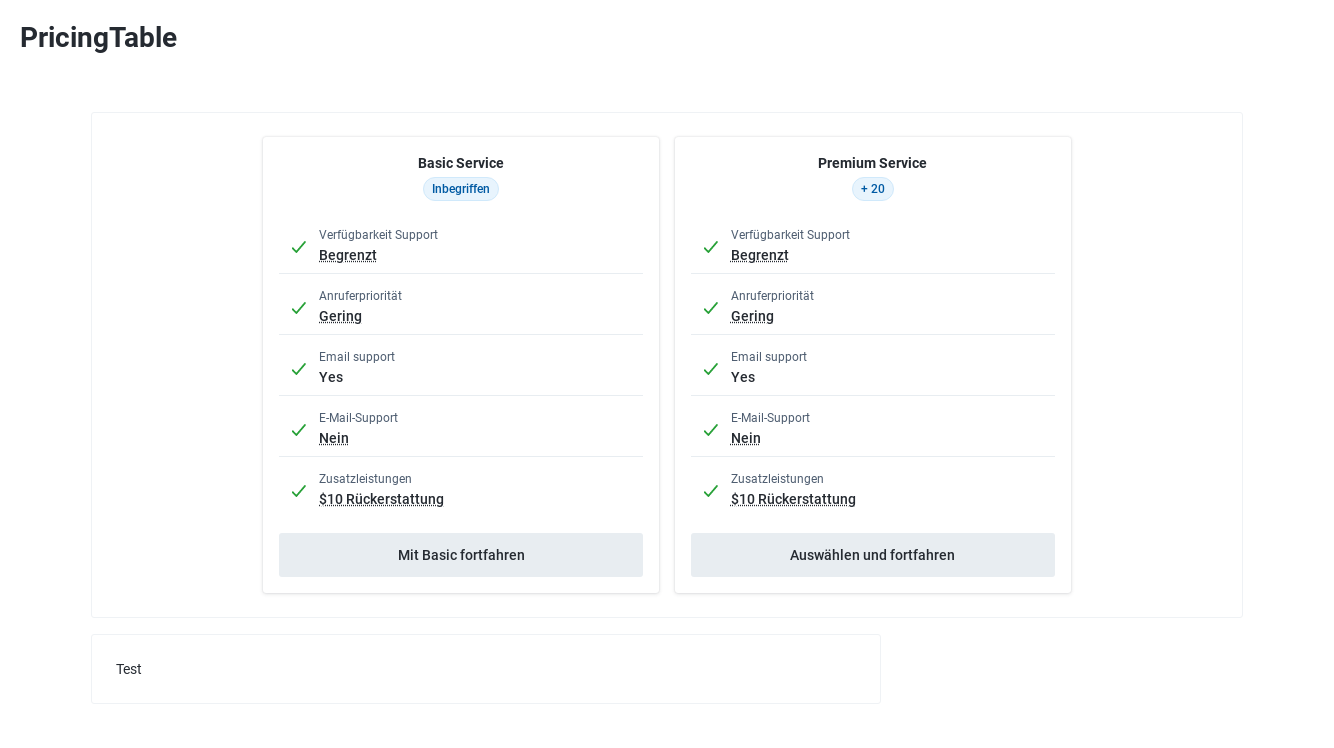 PricingTable
Basic Service
Inbegriffen
Verfügbarkeit Support
Begrenzt
Anruferpriorität
Gering
Email support
Yes
E-Mail-Support
Nein
Zusatzleistungen
$10 Rückerstattung
Mit Basic fortfahren
Premium Service
+ 20
Verfügbarkeit Support
Begrenzt
Anruferpriorität
Gering
Email support
Yes
E-Mail-Support
Nein
Zusatzleistungen
$10 Rückerstattung
Auswählen und fortfahren
Test